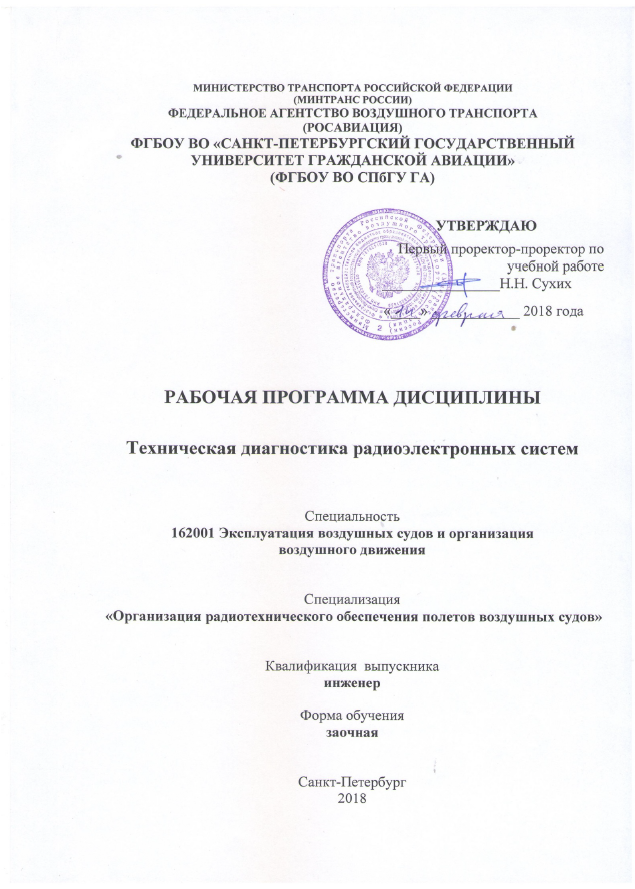 МИНИСТЕРСТВО ТРАНСПОРТА РОССИЙСКОЙ ФЕДЕРАЦИИ
(МИНТРАНС РОССИИ)
ФЕДЕРАЛЬНОЕ АГЕНТСТВО ВОЗДУШНОГО ТРАНСПОРТА
(РОСАВИАЦИЯ)
ФГБОУ ВО «САНКТ-ПЕТЕРБУРГСКИЙ ГОСУДАРСТВЕННЫЙ
УНИВЕРСИТЕТ ГРАЖДАНСКОЙ АВИАЦИИ»
(ФГБОУ ВО СПбГУ ГА)
УТВЕРЖДАЮ
Первый проректор-проректор по
учебной работе
Н.Н. Сухих
« » февраля 2018 года
РАБОЧАЯ ПРОГРАММА ДИСЦИПЛИНЫ
Техническая диагностика радиоэлектронных систем
Специальность
162001 Эксплуатация воздушных судов и организация
воздушного движения
Специализация
«Организация радиотехнического обеспечения полетов воздушных судов»
Квалификация выпускника
инженер
Форма обучения
заочная
Санкт-Петербург
2018